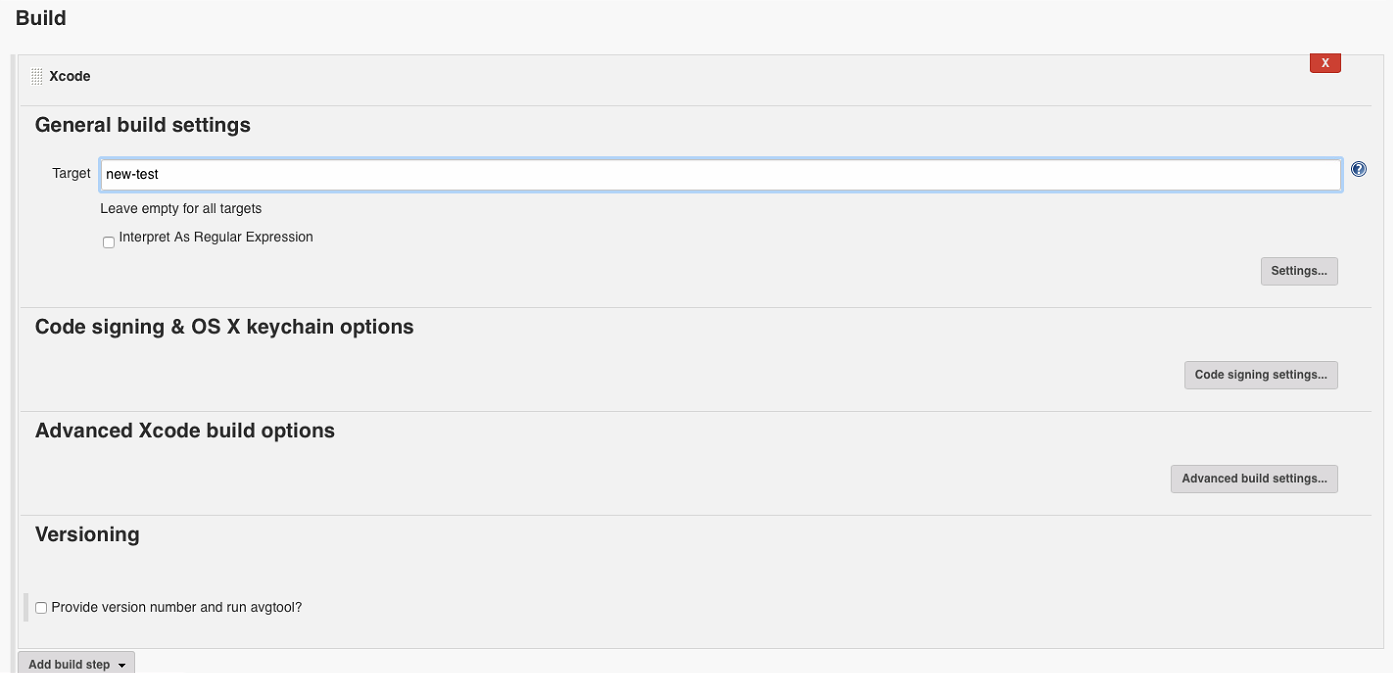 Build
X
Xcode
General build settings
Target new-test
?
Leave empty for all targets
Interpret As Regular Expression
Settings...
Code signing & OS X keychain options
Code signing settings...
Advanced Xcode build options
Advanced build settings...
Versioning
Provide version number and run avgtool?
Add build step